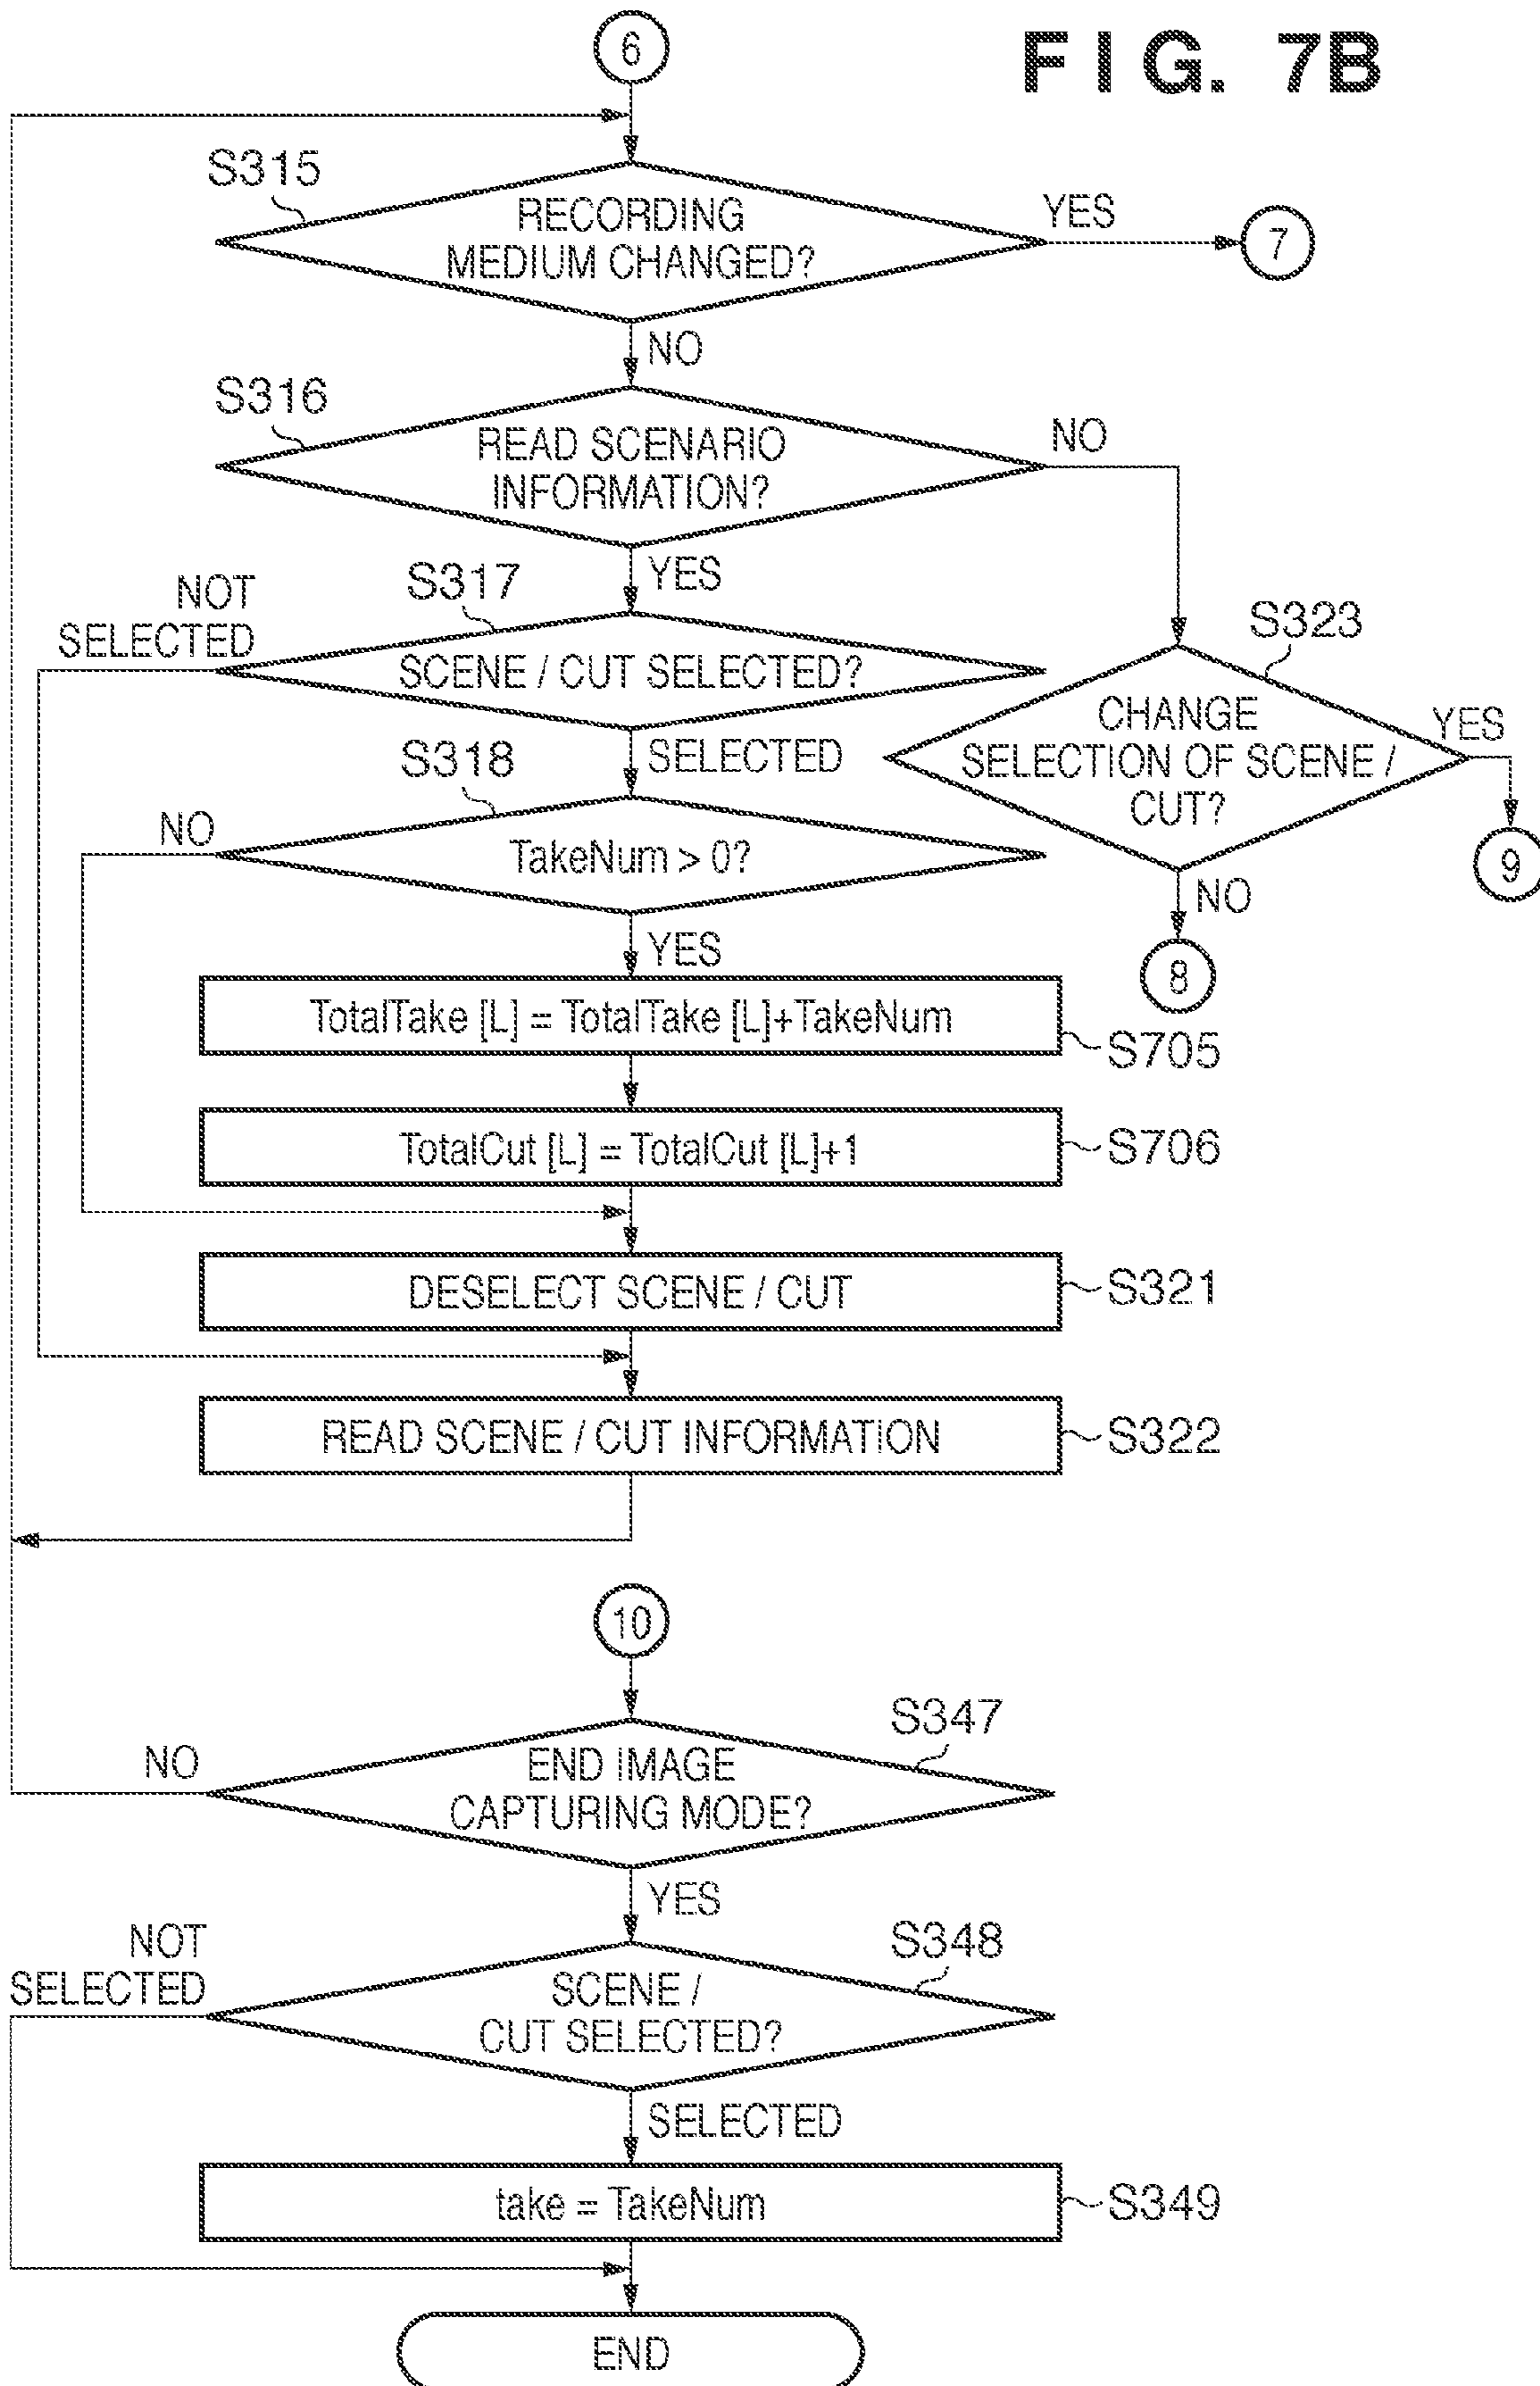 6
FIG. 7B
S315
RECORDING
MEDIUM CHANGED?
YES
7
NO
S316
READ SCENARIO
INFORMATION?
NO
YES
S317
NOT
SELECTED
SCENE / CUT SELECTED?
SELECTED
S323
CHANGE
SELECTION OF SCENE /
CUT?
YES
9
NO
8
S318
NO
TakeNum > 0?
YES
TotalTake [L] = TotalTake [L]+TakeNum
S705
TotalCut [L] = TotalCut [L]+1
S706
DESELECT SCENE / CUT
S321
READ SCENE / CUT INFORMATION
S322
10
S347
NO
END IMAGE
CAPTURING MODE?
YES
S348
NOT
SELECTED
SCENE /
CUT SELECTED?
SELECTED
take = TakeNum
S349
END